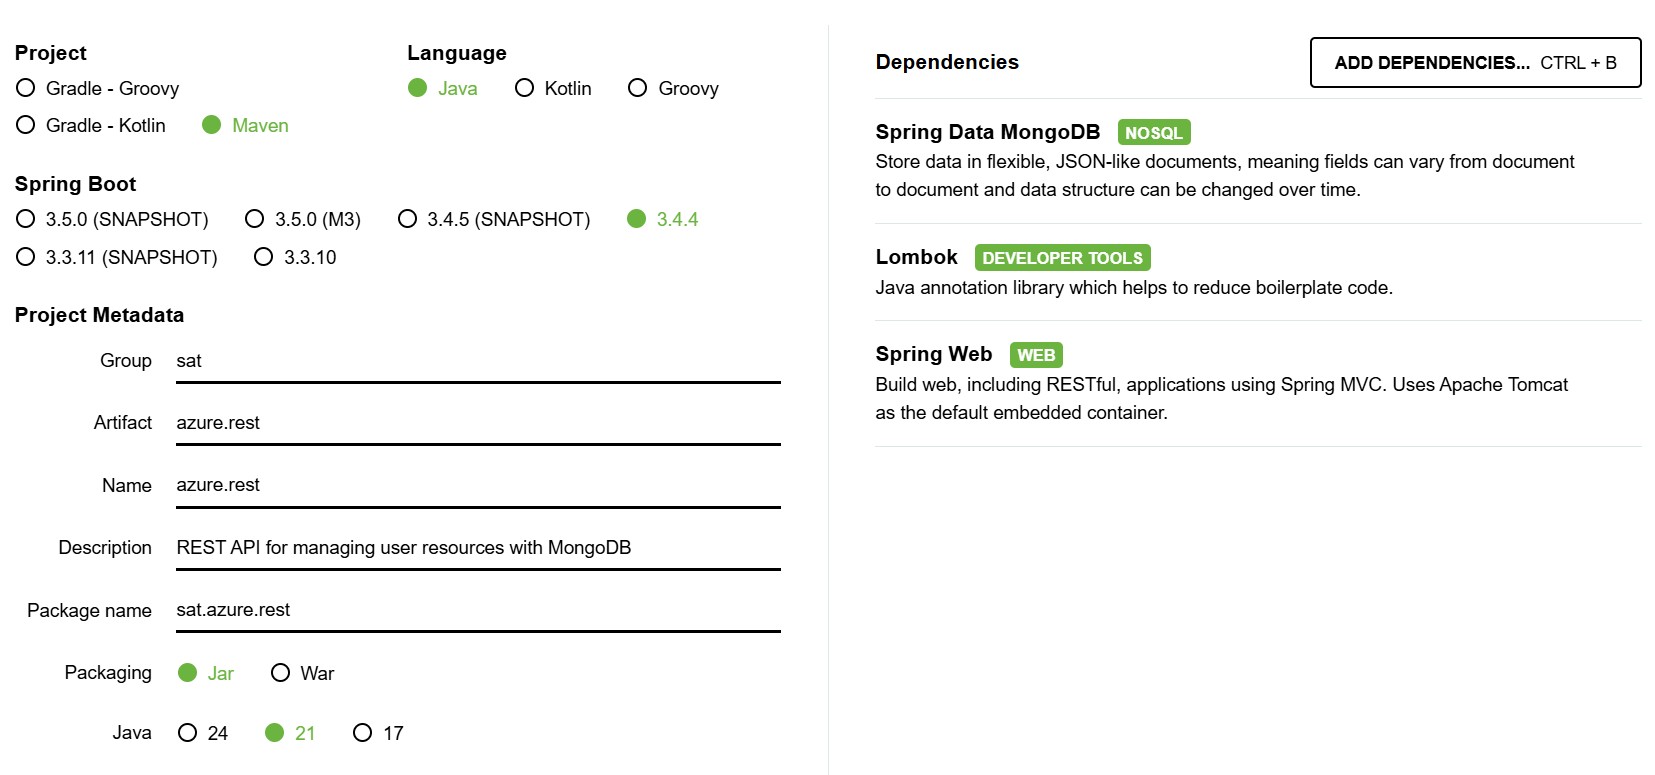 Project
Gradle - Groovy
Gradle - Kotlin Maven
Language
Java Kotlin Groovy
Spring Boot
3.5.0 (SNAPSHOT) 3.5.0 (M3) 3.4.5 (SNAPSHOT) 3.4.4
3.3.11 (SNAPSHOT) 3.3.10
Project Metadata
Group sat
Artifact azure.rest
Name azure.rest
Description REST API for managing user resources with MongoDB
Package name sat.azure.rest
Packaging Jar War
Java 24 21 17
Dependencies ADD DEPENDENCIES... CTRL + B
Spring Data MongoDB NOSQL
Store data in flexible, JSON-like documents, meaning fields can vary from document
to document and data structure can be changed over time.
Lombok DEVELOPER TOOLS
Java annotation library which helps to reduce boilerplate code.
Spring Web WEB
Build web, including RESTful, applications using Spring MVC. Uses Apache Tomcat
as the default embedded container.